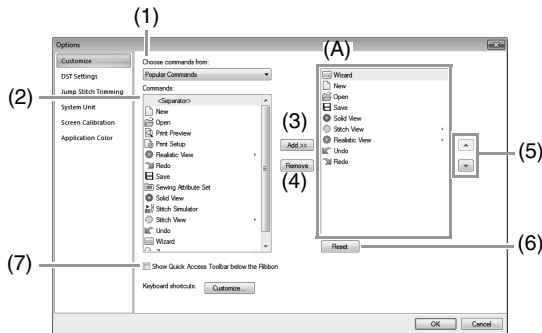 (1)
Options
(A)
Customize
DST Settings
Jump Stitch Trimming
System Unit
Screen Calibration
Application Color
Choose commands from:
Popular Commands
(2)
Commands:
<Separator>
New
Open
Print Preview
Print Setup
Realistic View
Redo
Save
Sewing Attribute Set
Solid View
Stitch Simulator
Stitch View
Undo
Wizard
(3)
Add >>
Remove
(4)
Wizard
New
Open
Save
Solid View
Stitch View
Realistic View
Undo
Redo
(5)
Reset
(6)
(7)
Show Quick Access Toolbar below the Ribbon
Keyboard shortcuts:
Customize...
OK
Cancel